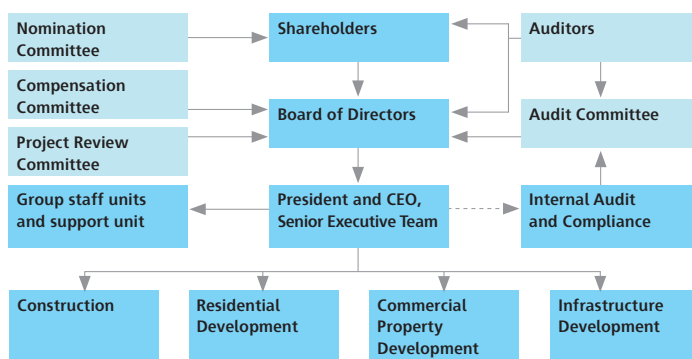 Nomination
Committee
Shareholders
Auditors
Compensation
Committee
Board of Directors
Audit Committee
Project Review
Committee
Group staff units
and support unit
President and CEO,
Senior Executive Team
Internal Audit
and Compliance
Construction
Residential
Development
Commercial
Property
Development
Infrastructure
Development